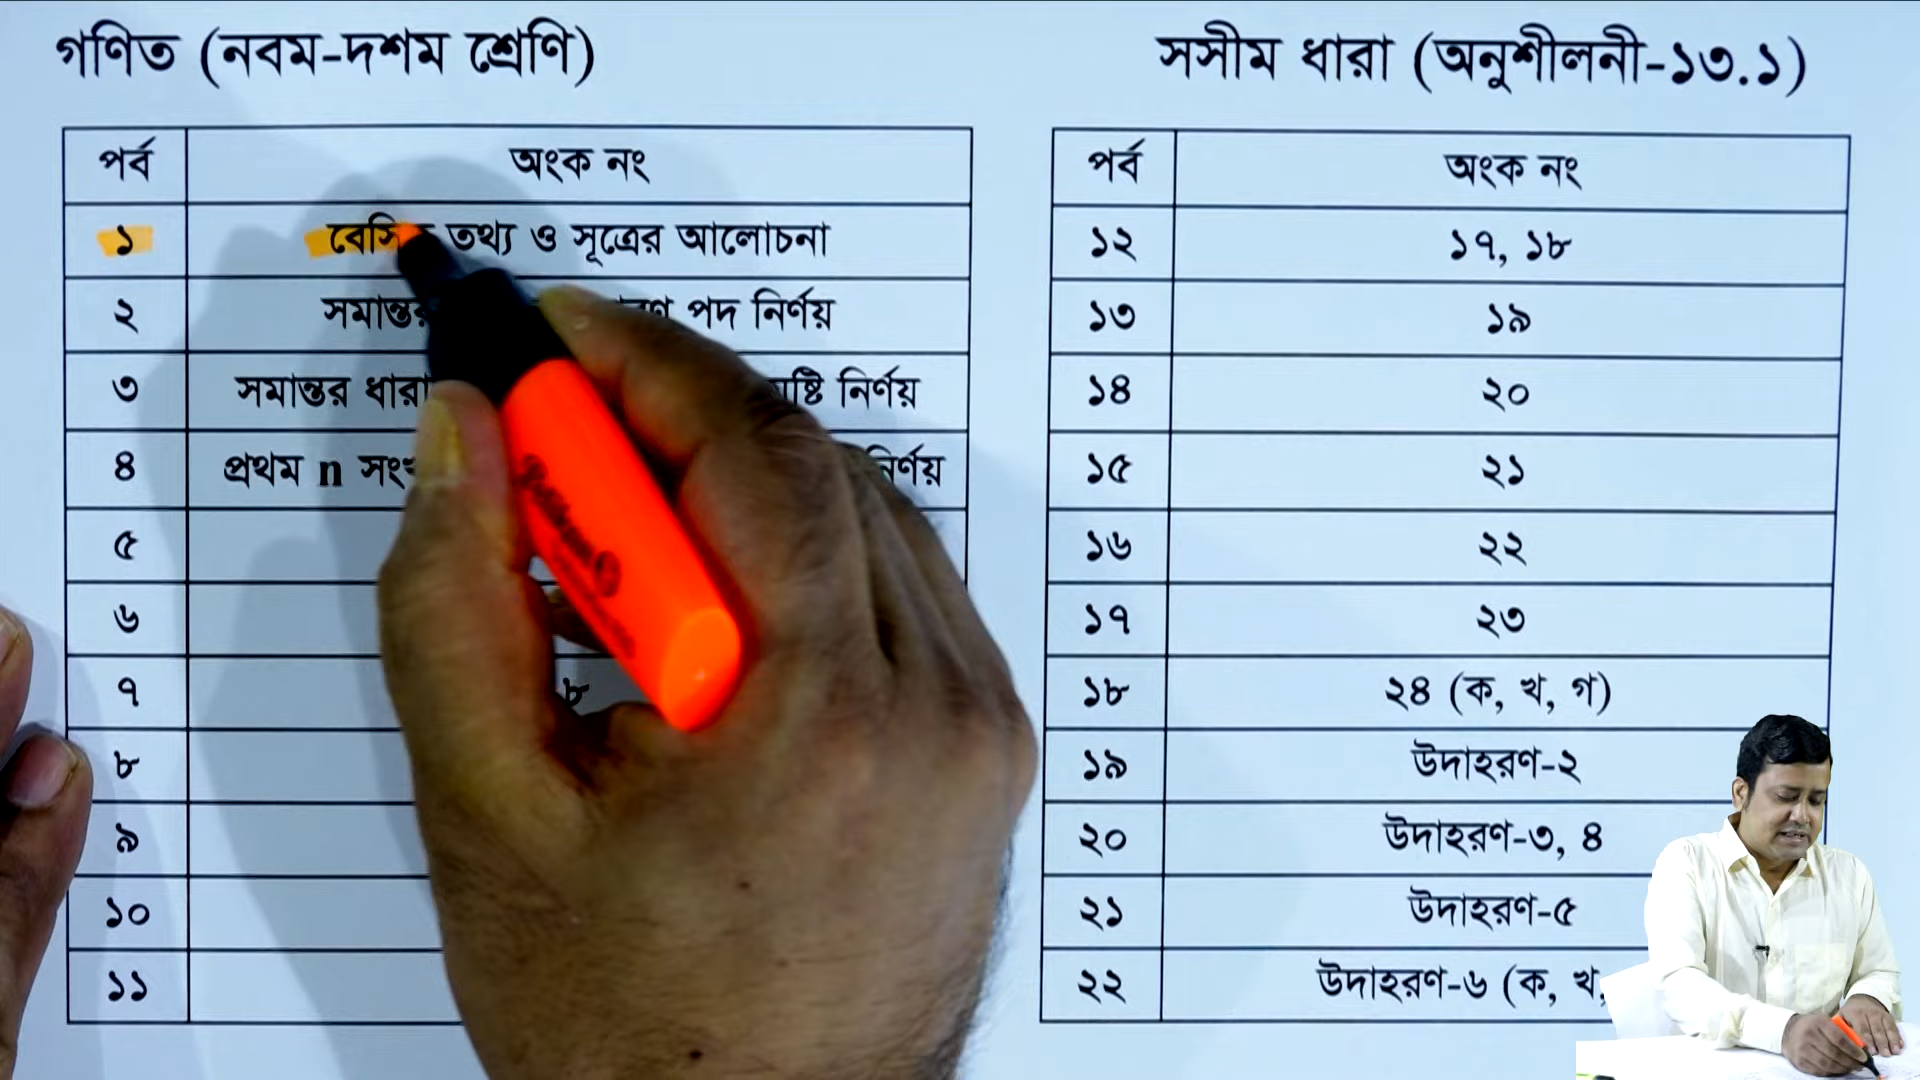 গণিত (নবম-দশম শ্রেণি)
সসীম ধারা (অনুশীলনী-১৩.১)
পর্ব অংক নং
১ তথ্য ও সূত্রের আলোচনা
২ পদ নির্ণয়
৩ সমান্তর ধারা নির্ণয়
৪ প্রথম n নির্ণয়
৫
৬
৭ ৮
৮
৯
১০
১১
পর্ব অংক নং
১২ ১৭, ১৮
১৩ ১৯
১৪ ২০
১৫ ২১
১৬ ২২
১৭ ২৩
১৮ ২৪ (ক, খ, গ)
১৯ উদাহরণ-২
২০ উদাহরণ-৩, ৪
২১ উদাহরণ-৫
২২ উদাহরণ-৬ (ক, খ,